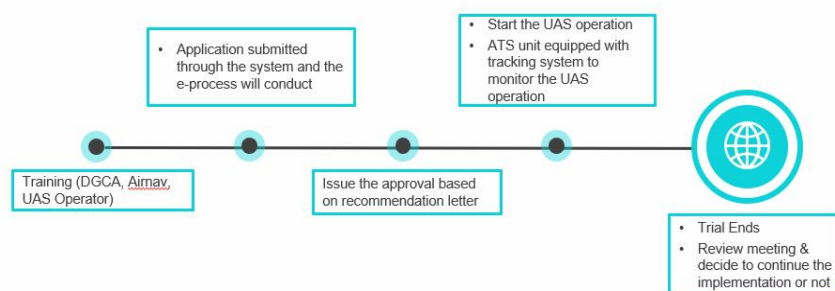 Training (DGCA, Airnav,
UAS Operator)
• Application submitted
through the system and the
e-process will conduct
Issue the approval based
on recommendation letter
• Start the UAS operation
• ATS unit equipped with
tracking system to
monitor the UAS
operation
• Trial Ends
• Review meeting &
decide to continue the
implementation or not